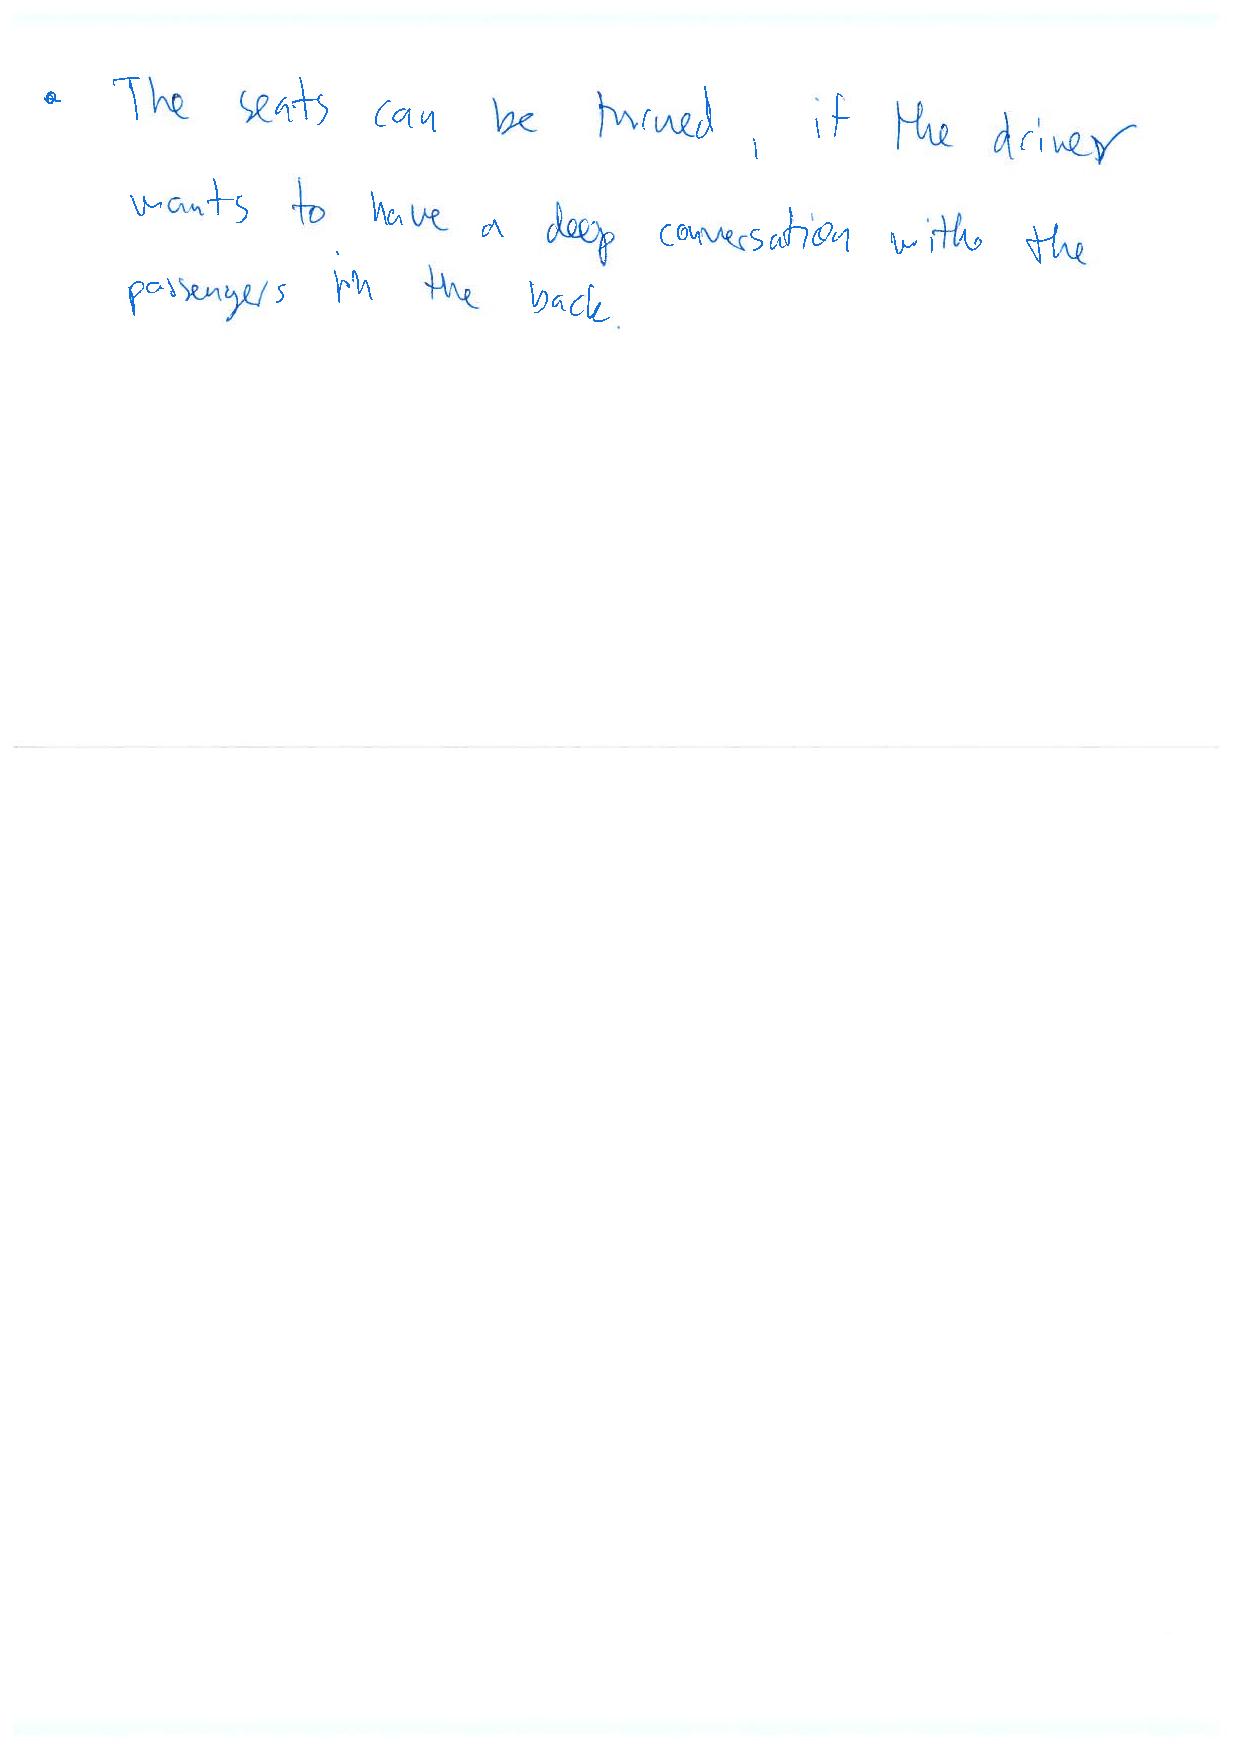 • The seats can be turned, if the driver
wants to have a deep conversation with the
passengers in the back.